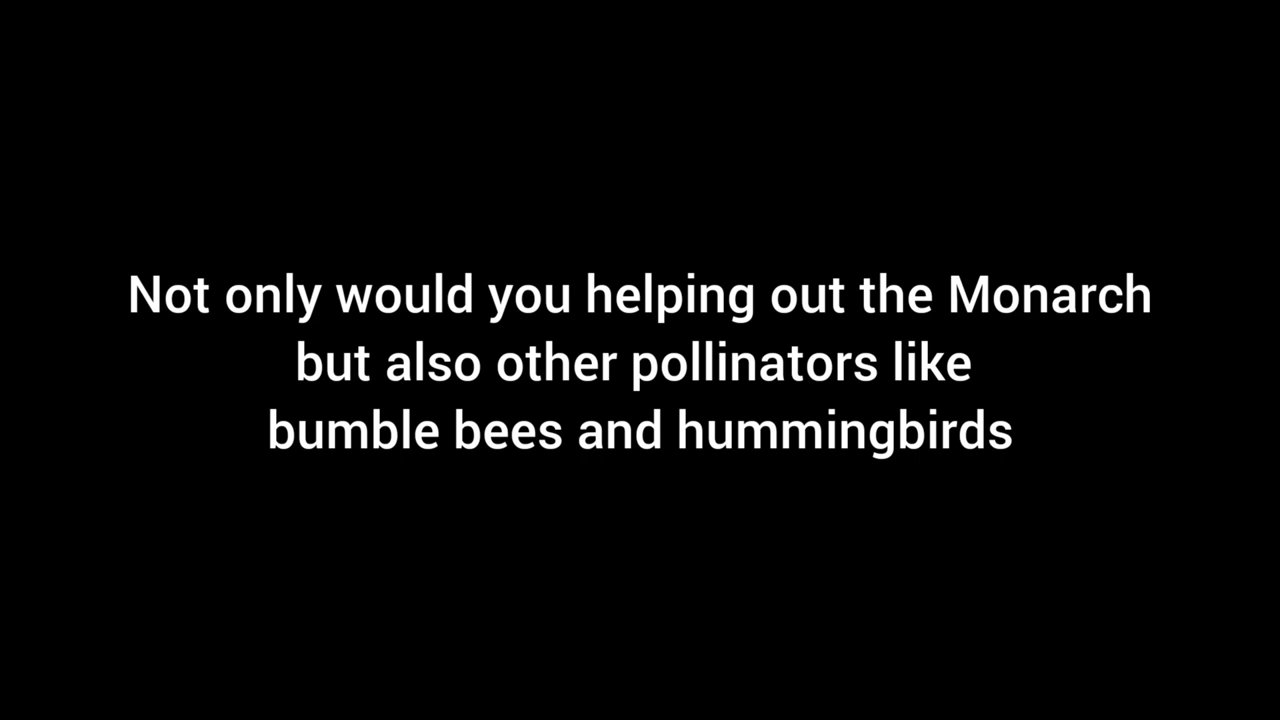 Not only would you helping out the Monarch
but also other pollinators like
bumble bees and hummingbirds